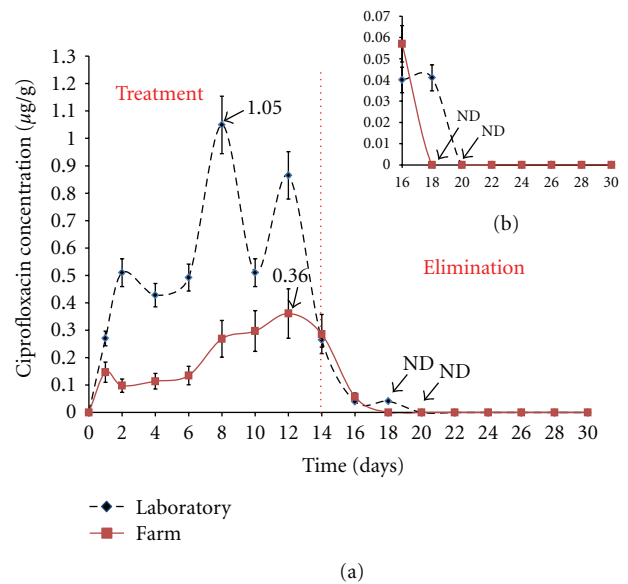 Ciprofloxacin concentration (µg/g)
1.3
1.2
1.1
1
0.9
0.8
0.7
0.6
0.5
0.4
0.3
0.2
0.1
0
Treatment
1.05
0.36
Elimination
ND
ND
0 2 4 6 8 10 12 14 16 18 20 22 24 26 28 30
Time (days)
Laboratory
Farm
(a)
0.07
0.06
0.05
0.04
0.03
0.02
0.01
0
ND
ND
16 18 20 22 24 26 28 30
(b)